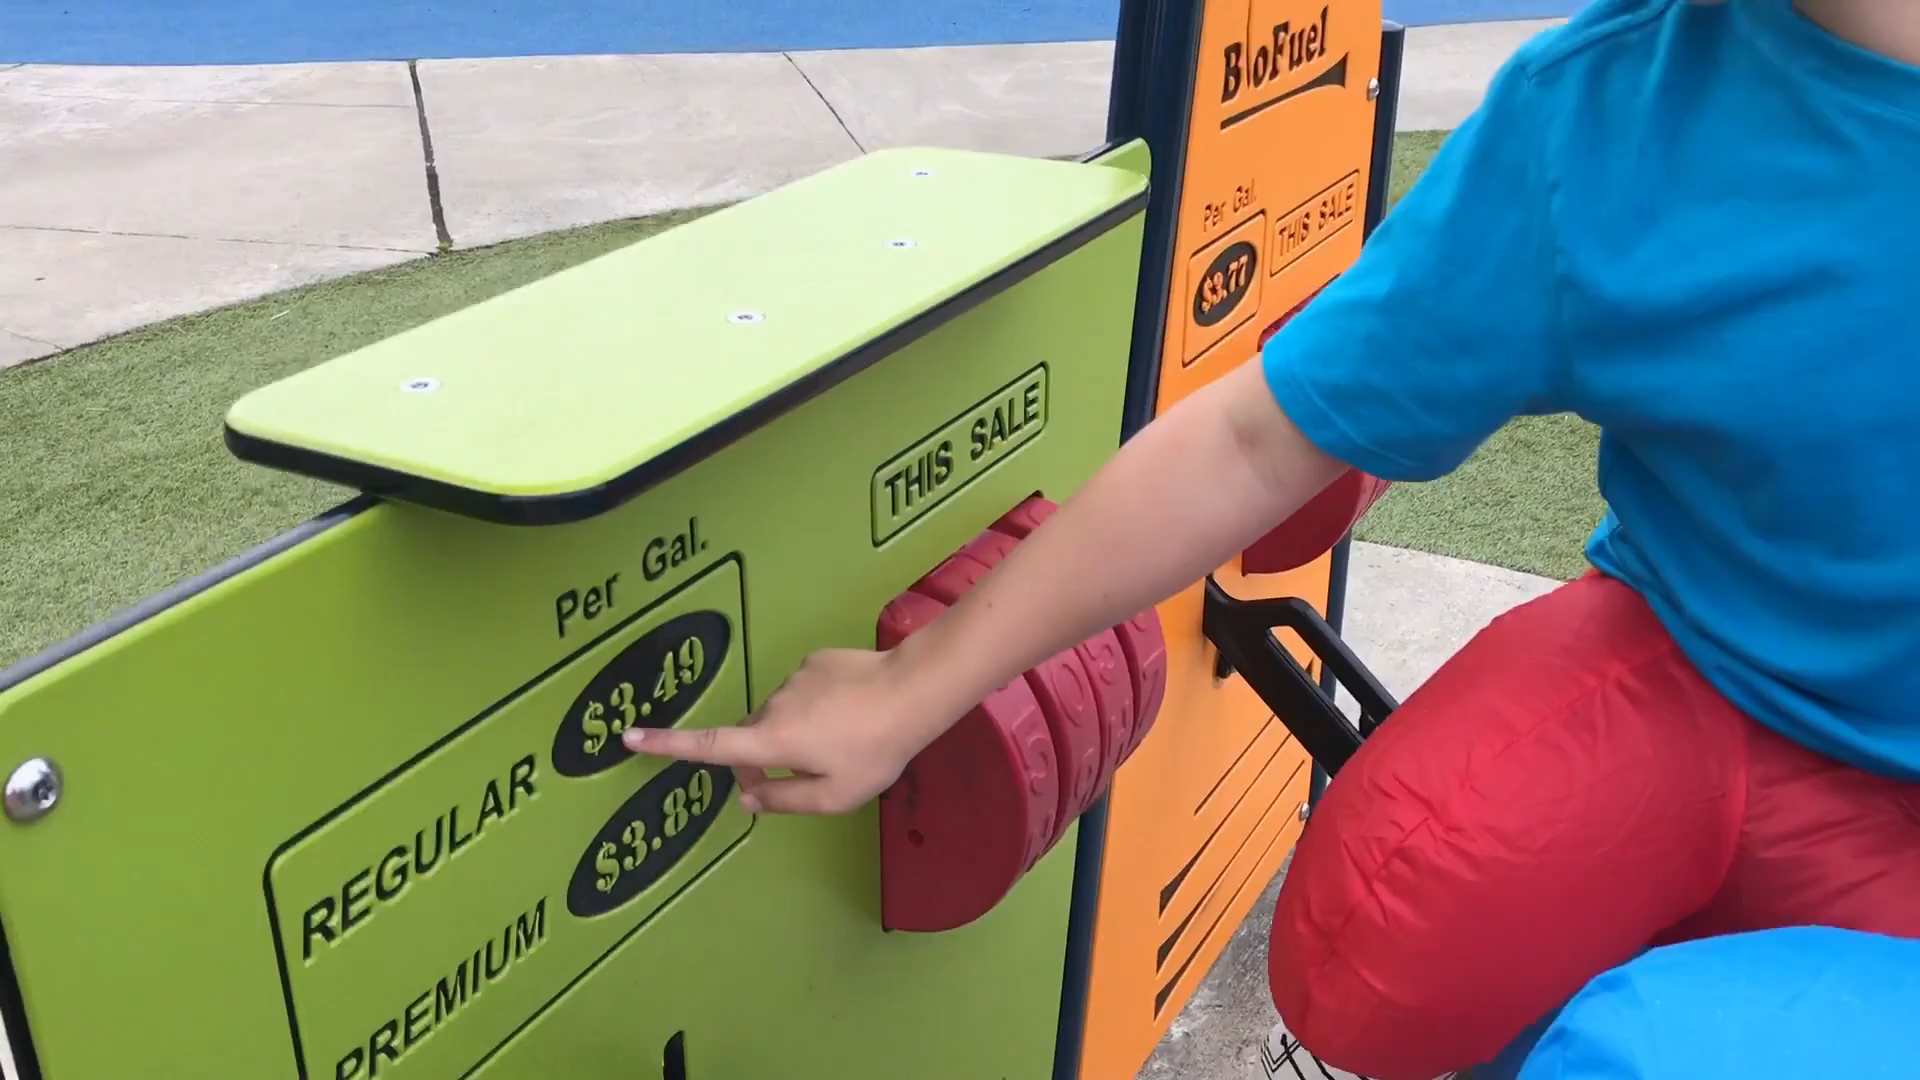 BioFuel
Per Gal.
THIS SALE
$3.77
THIS SALE
Per Gal.
REGULAR $3.49
PREMIUM $3.89